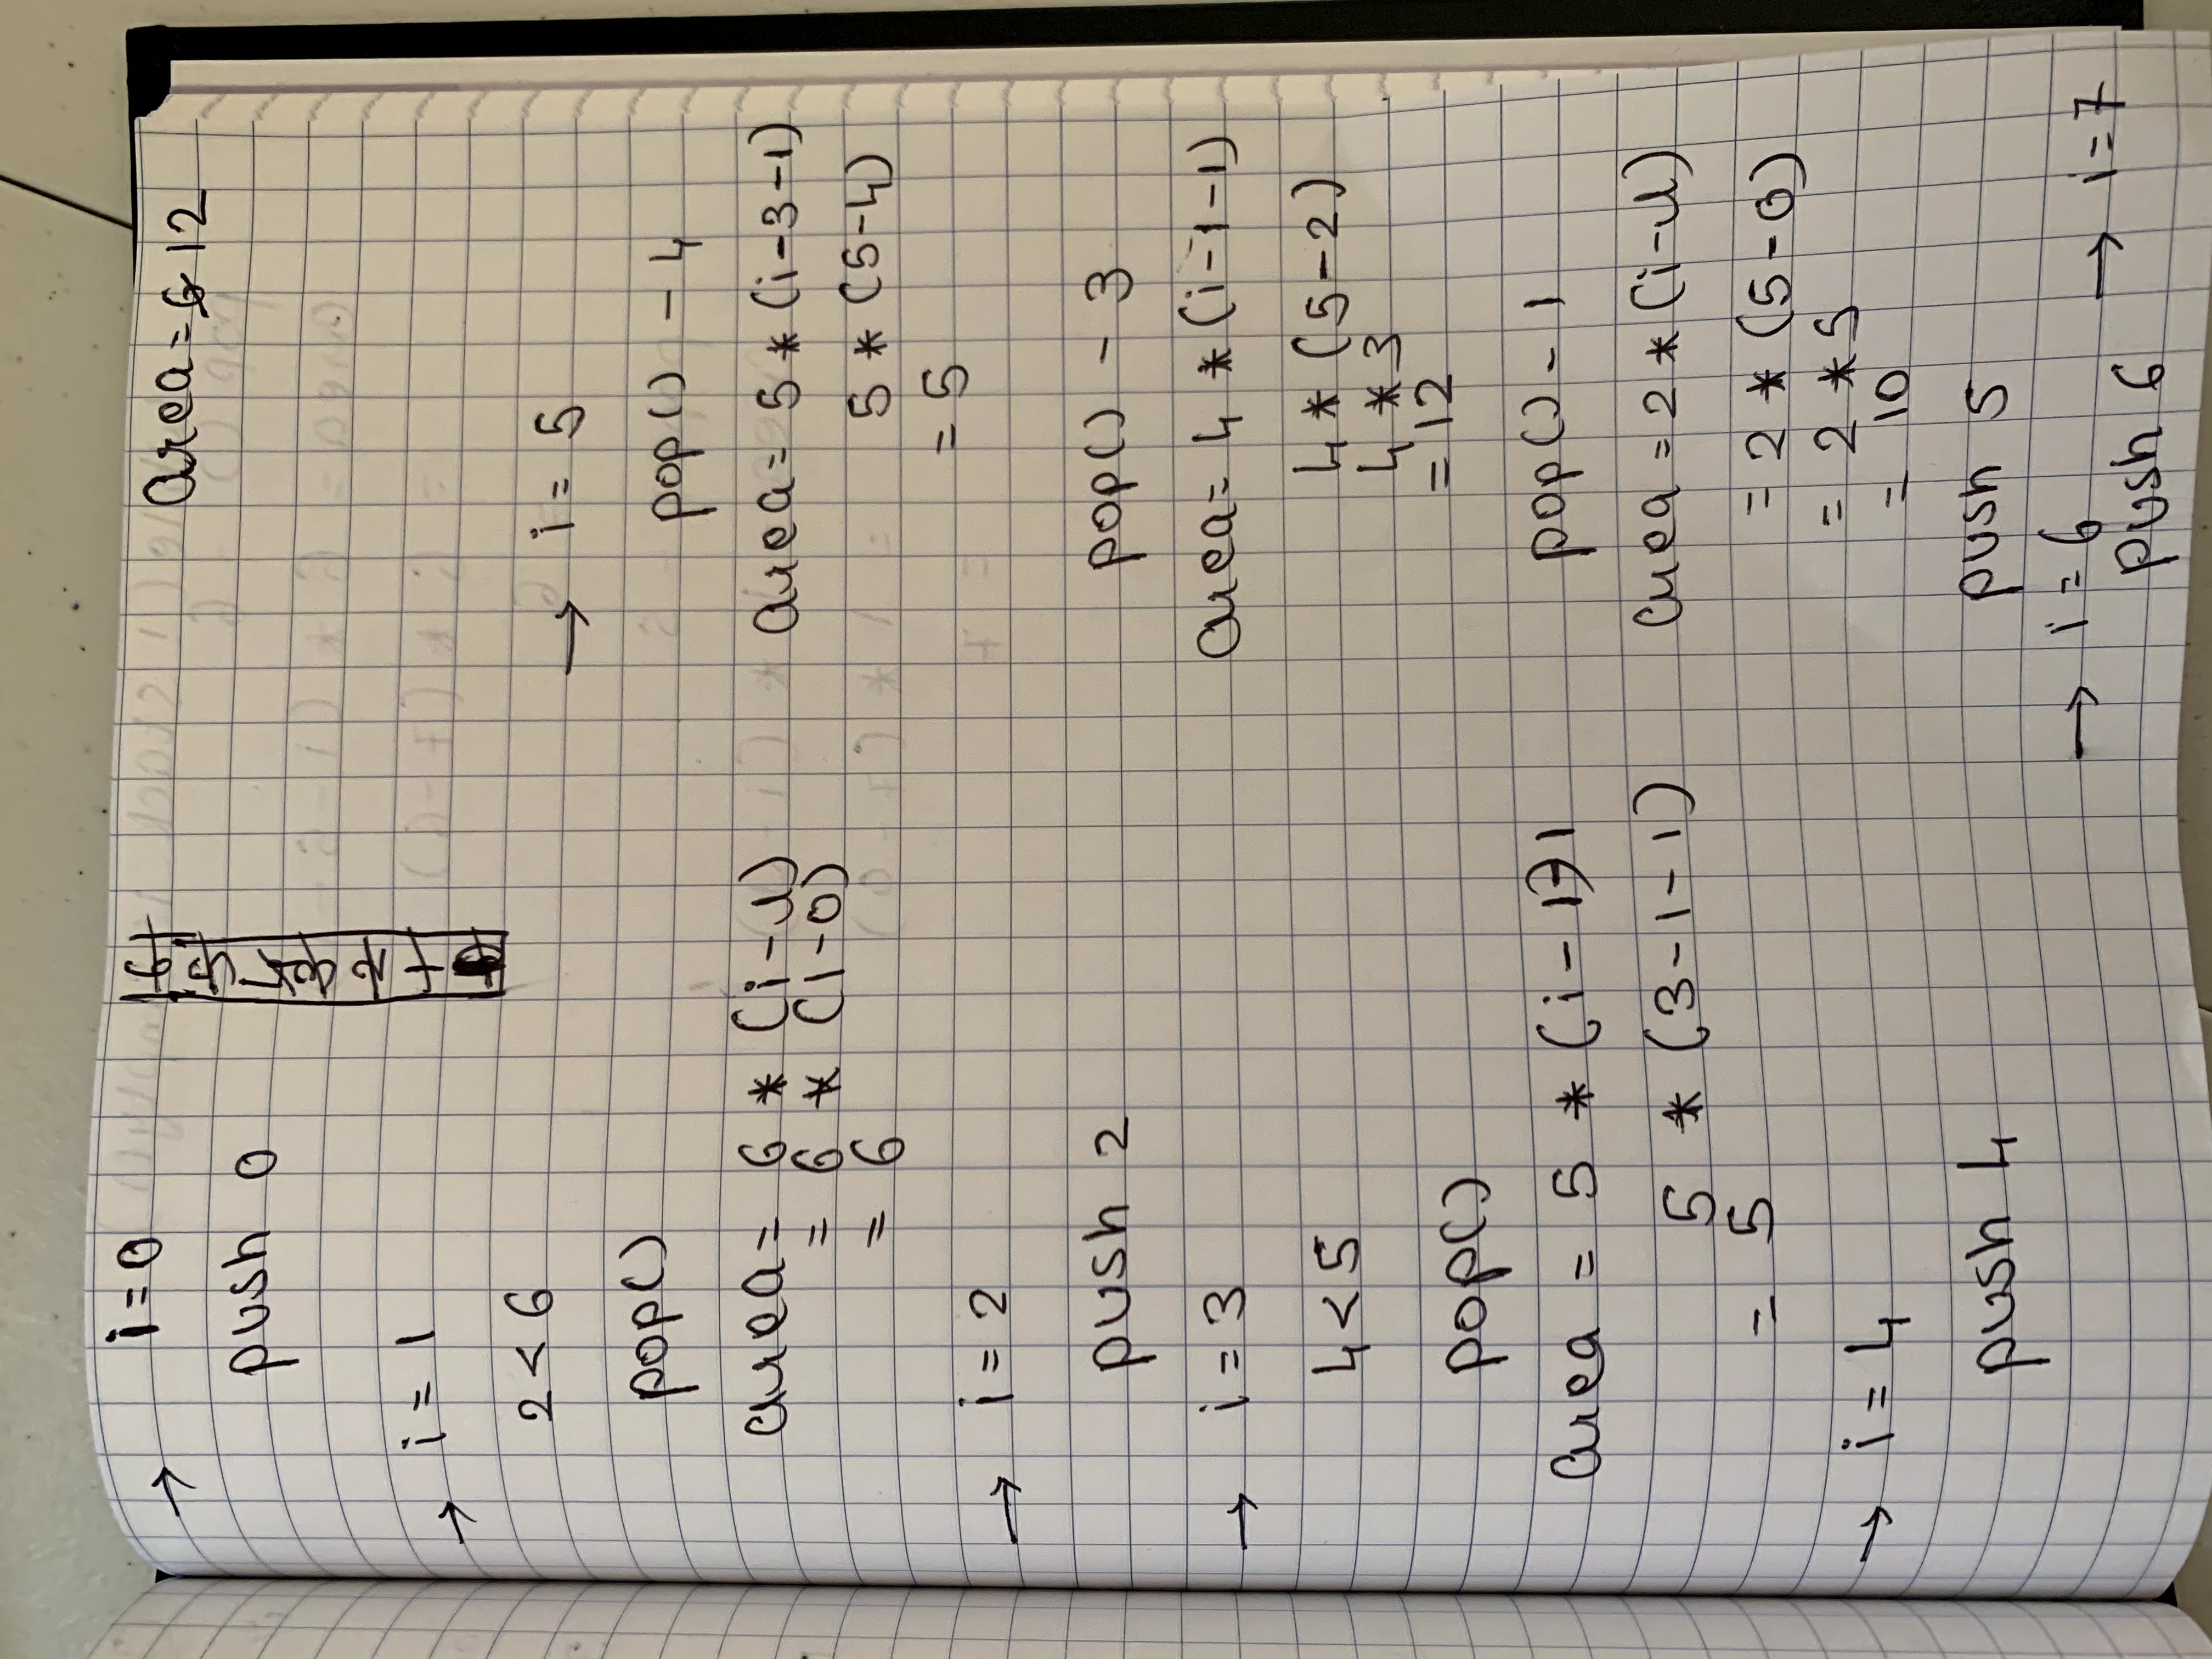 → i = 0
push 0
→ i = 1
2 < 6
pop()
area = 6 * (i-1)
= 6 * (1-0)
= 6
→ i = 2
push 2
→ i = 3
4 < 5
pop()
area = 5 * (i-1)-1
5 * (3-1-1)
= 5
→ i = 4
push 4
6
5
4
3
2
1
area = 6 12
→ i = 5
pop() - 4
area = 5 * (i-3-1)
5 * (5-4)
= 5
pop() - 3
area = 4 * (i-1-1)
4 * (5-2)
4 * 3
= 12
pop() - 1
area = 2 * (i-1)
= 2 * (5-0)
= 2 * 5
= 10
push 5
→ i = 6
push 6
→ i = 7